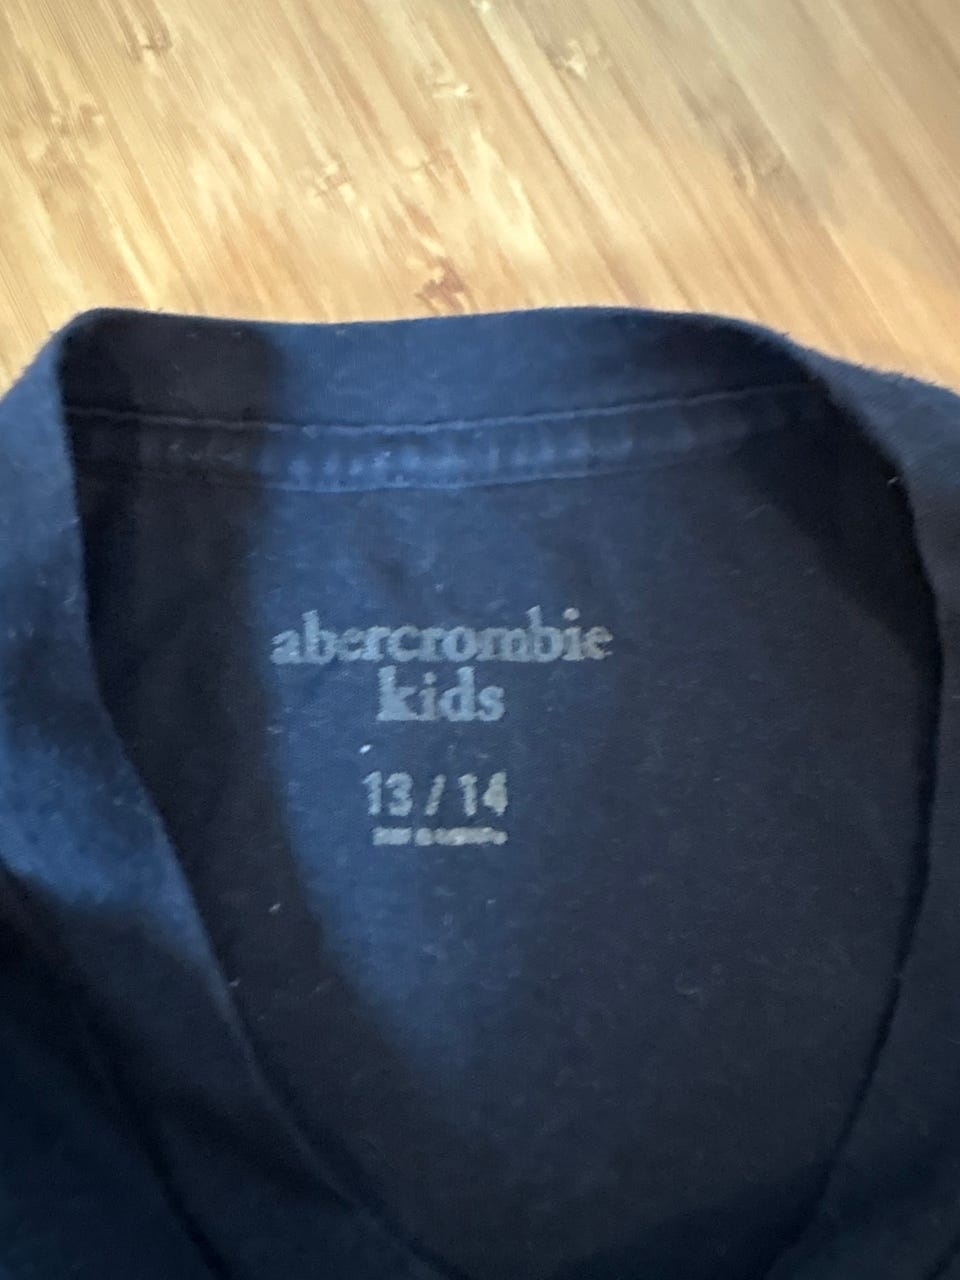 abercrombie
kids
13 / 14